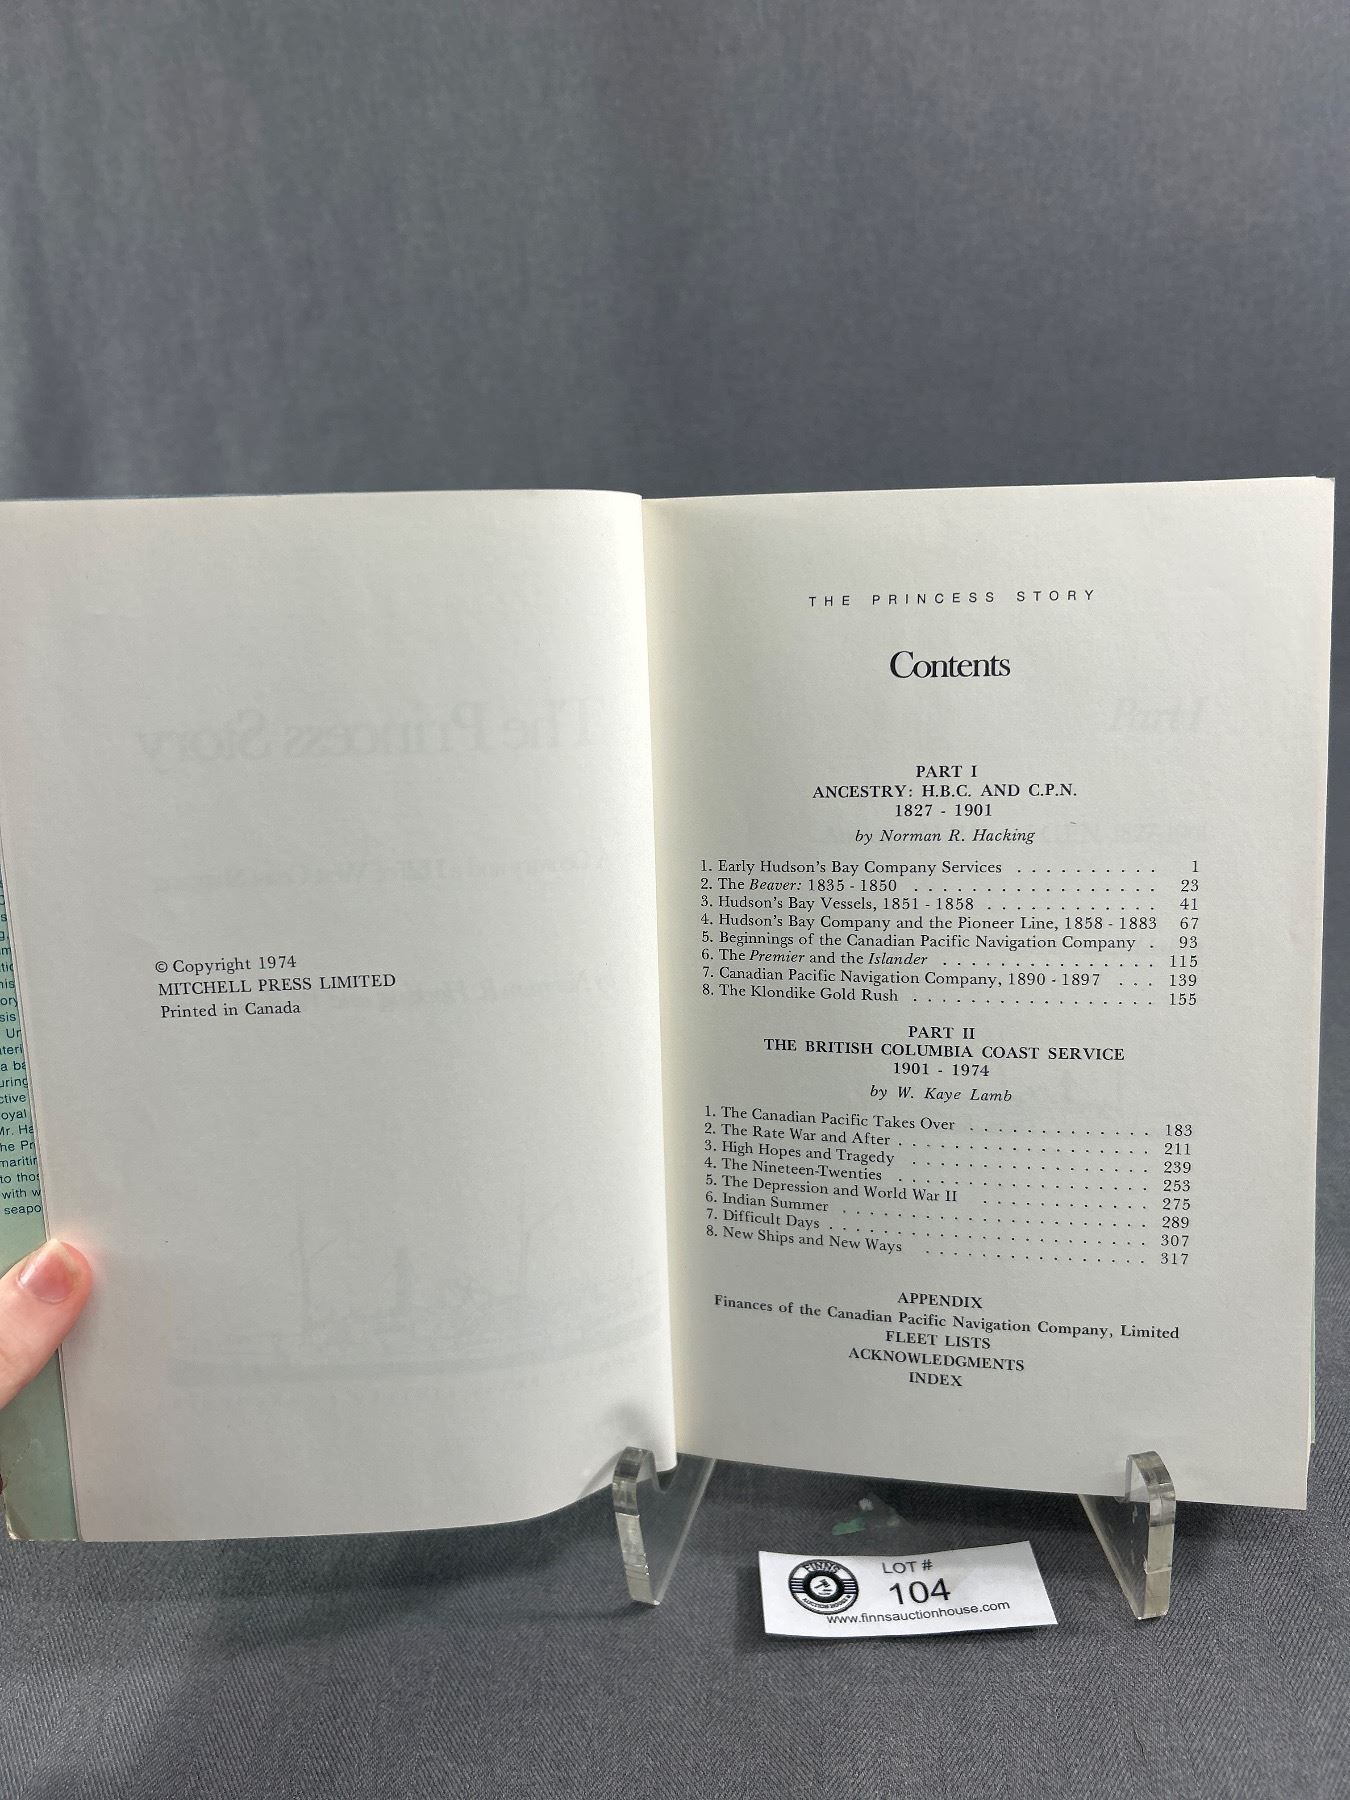 © Copyright 1974
MITCHELL PRESS LIMITED
Printed in Canada
THE PRINCESS STORY
Contents
PART I
ANCESTRY: H.B.C. AND C.P.N.
1827 - 1901
by Norman R. Hacking
1. Early Hudson's Bay Company Services . . . . . . . . . . 1
2. The Beaver: 1835 - 1850 . . . . . . . . . . . . . . . . . 23
3. Hudson's Bay Vessels, 1851 - 1858 . . . . . . . . . . . . 41
4. Hudson's Bay Company and the Pioneer Line, 1858 - 1883 67
5. Beginnings of the Canadian Pacific Navigation Company . 93
6. The Premier and the Islander . . . . . . . . . . . . . . . 115
7. Canadian Pacific Navigation Company, 1890 - 1897 . . . 139
8. The Klondike Gold Rush . . . . . . . . . . . . . . . . . 155
PART II
THE BRITISH COLUMBIA COAST SERVICE
1901 - 1974
by W. Kaye Lamb
1. The Canadian Pacific Takes Over . . . . . . . . . . . . . 183
2. The Rate War and After . . . . . . . . . . . . . . . . . . 211
3. High Hopes and Tragedy . . . . . . . . . . . . . . . . . 239
4. The Nineteen-Twenties . . . . . . . . . . . . . . . . . . 253
5. The Depression and World War II . . . . . . . . . . . . 275
6. Indian Summer . . . . . . . . . . . . . . . . . . . . . . 289
7. Difficult Days . . . . . . . . . . . . . . . . . . . . . . . 307
8. New Ships and New Ways . . . . . . . . . . . . . . . . 317
APPENDIX
Finances of the Canadian Pacific Navigation Company, Limited
FLEET LISTS
ACKNOWLEDGMENTS
INDEX
FINNS
AUCTION HOUSE
LOT #
104
www.finnsauctionhouse.com